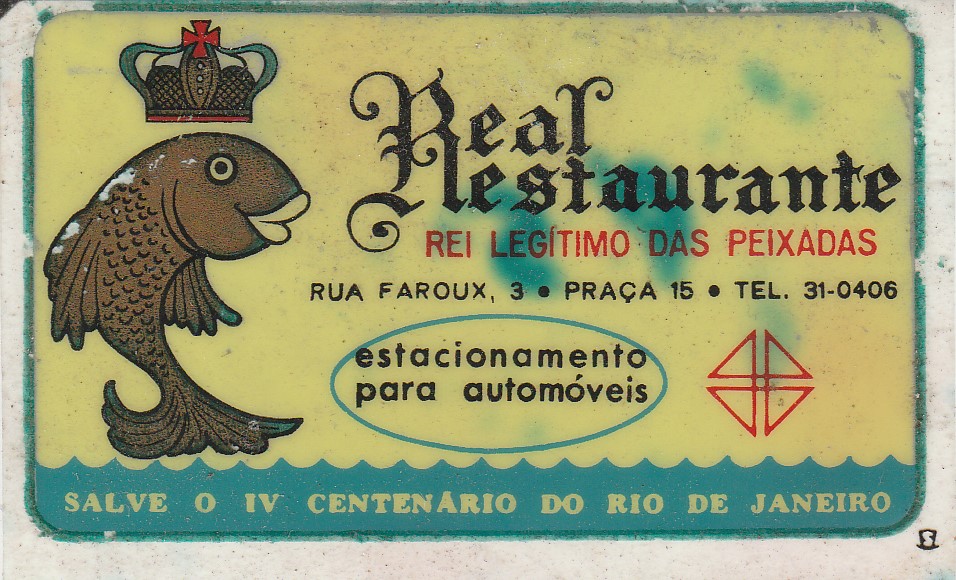 Real
Restaurante
REI LEGÍTIMO DAS PEIXADAS
RUA FAROUX, 3 • PRAÇA 15 • TEL. 31-0406
estacionamento
para automóveis
SALVE O IV CENTENÁRIO DO RIO DE JANEIRO